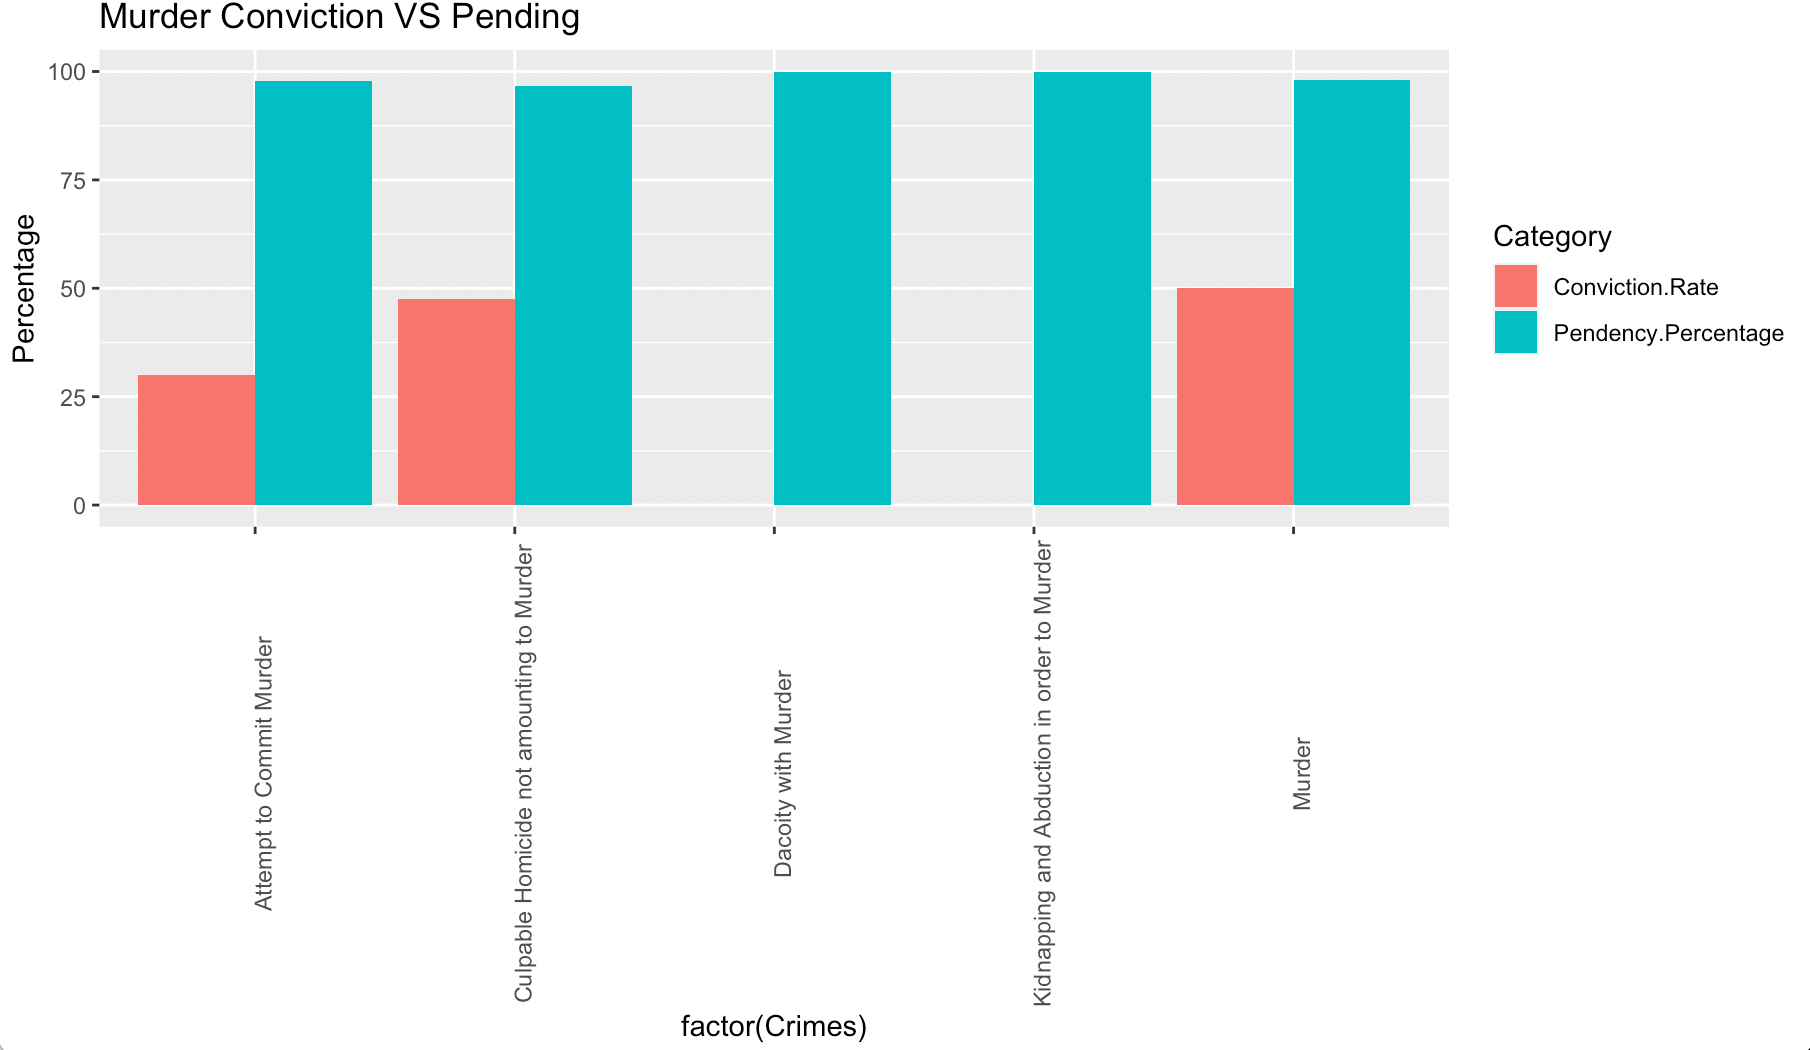 Murder Conviction VS Pending
Percentage
100
75
50
25
0
Attempt to Commit Murder
Culpable Homicide not amounting to Murder
Dacoity with Murder
Kidnapping and Abduction in order to Murder
Murder
factor(Crimes)
Category
Conviction.Rate
Pendency.Percentage